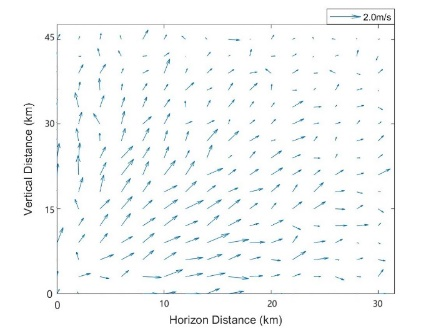 2.0m/s
45
30
15
0
0 10 20 30
Vertical Distance (km)
Horizon Distance (km)